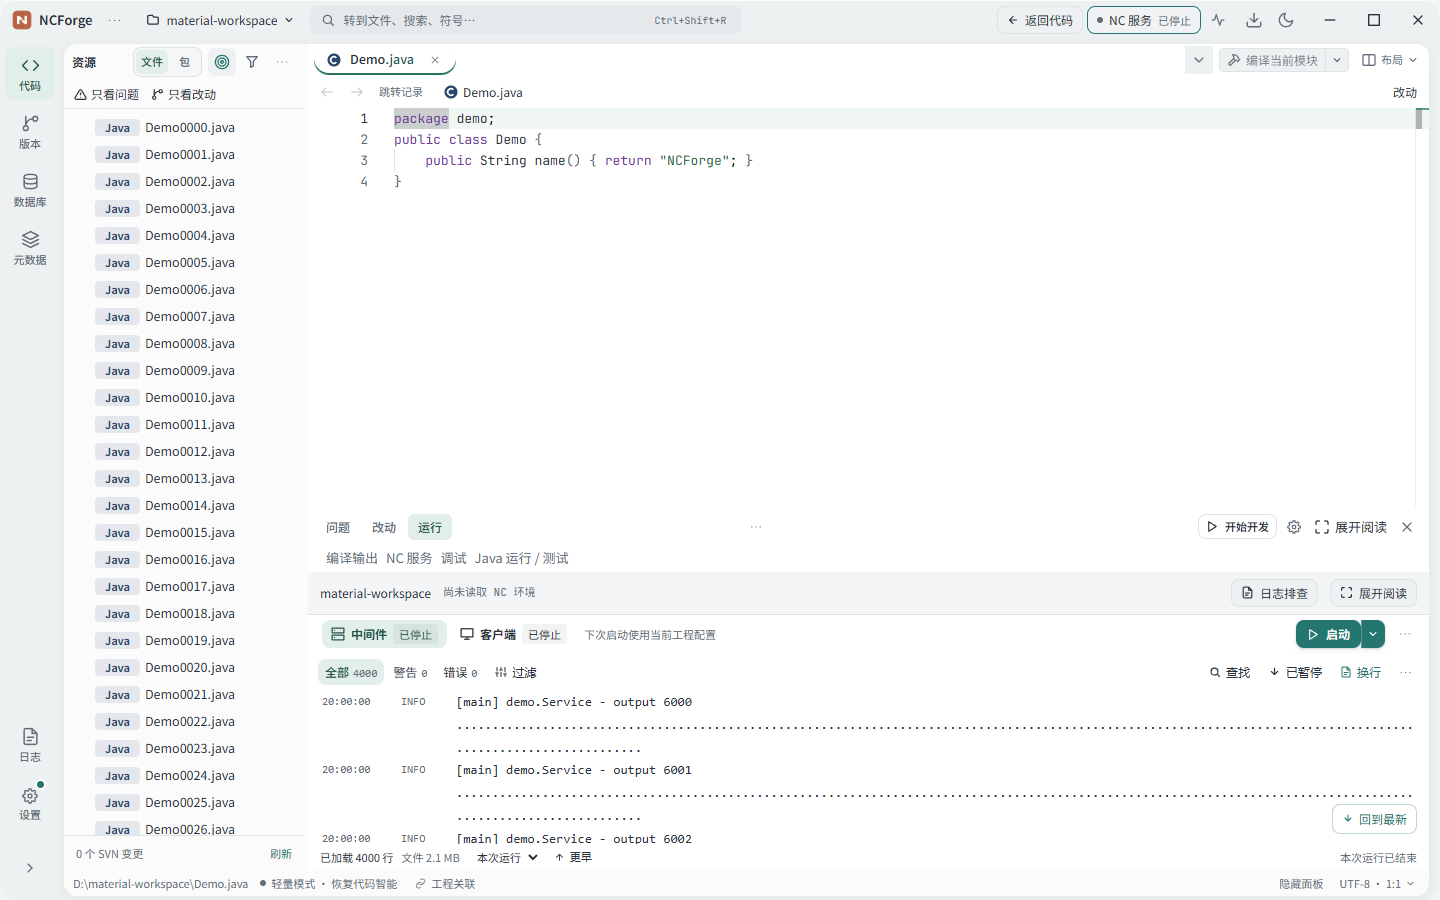 NCForge ··· material-workspace 转到文件、搜索、符号··· Ctrl+Shift+R 返回代码 NC 服务 已停止
代码
版本
数据库
元数据
日志
设置
资源 文件 包 ···
只看问题 只看改动
Java Demo0000.java
Java Demo0001.java
Java Demo0002.java
Java Demo0003.java
Java Demo0004.java
Java Demo0005.java
Java Demo0006.java
Java Demo0007.java
Java Demo0008.java
Java Demo0009.java
Java Demo0010.java
Java Demo0011.java
Java Demo0012.java
Java Demo0013.java
Java Demo0014.java
Java Demo0015.java
Java Demo0016.java
Java Demo0017.java
Java Demo0018.java
Java Demo0019.java
Java Demo0020.java
Java Demo0021.java
Java Demo0022.java
Java Demo0023.java
Java Demo0024.java
Java Demo0025.java
Java Demo0026.java
0 个 SVN 变更 刷新
Demo.java 编译当前模块 布局
跳转记录 Demo.java 改动
1 package demo;
2 public class Demo {
3 public String name() { return "NCForge"; }
4 }
问题 改动 运行 ··· 开始开发 展开阅读
编译输出 NC 服务 调试 Java 运行 / 测试
material-workspace 尚未读取 NC 环境 日志排查 展开阅读
中间件 已停止 客户端 已停止 下次启动使用当前工程配置 启动 ···
全部 4000 警告 0 错误 0 过滤 查找 已暂停 换行 ···
20:00:00 INFO [main] demo.Service - output 6000
......................................................................................................................................
..........................
20:00:00 INFO [main] demo.Service - output 6001
......................................................................................................................................
..........................
20:00:00 INFO [main] demo.Service - output 6002
回到最新
已加载 4000 行 文件 2.1 MB 本次运行 更早 本次运行已结束
D:\material-workspace\Demo.java 轻量模式 · 恢复代码智能 工程关联 隐藏面板 UTF-8 · 1:1